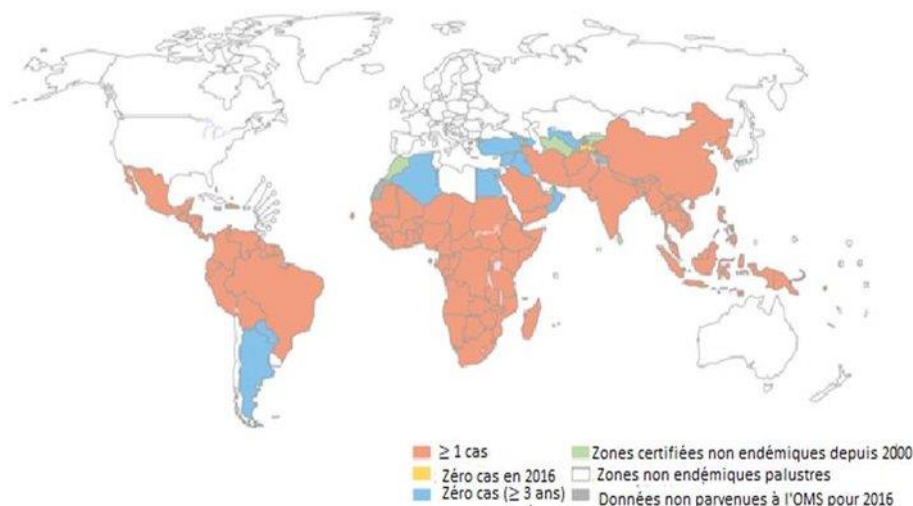 ≥ 1 cas
Zéro cas en 2016
Zéro cas (≥ 3 ans)
Zones certifiées non endémiques depuis 2000
Zones non endémiques palustres
Données non parvenues à l'OMS pour 2016